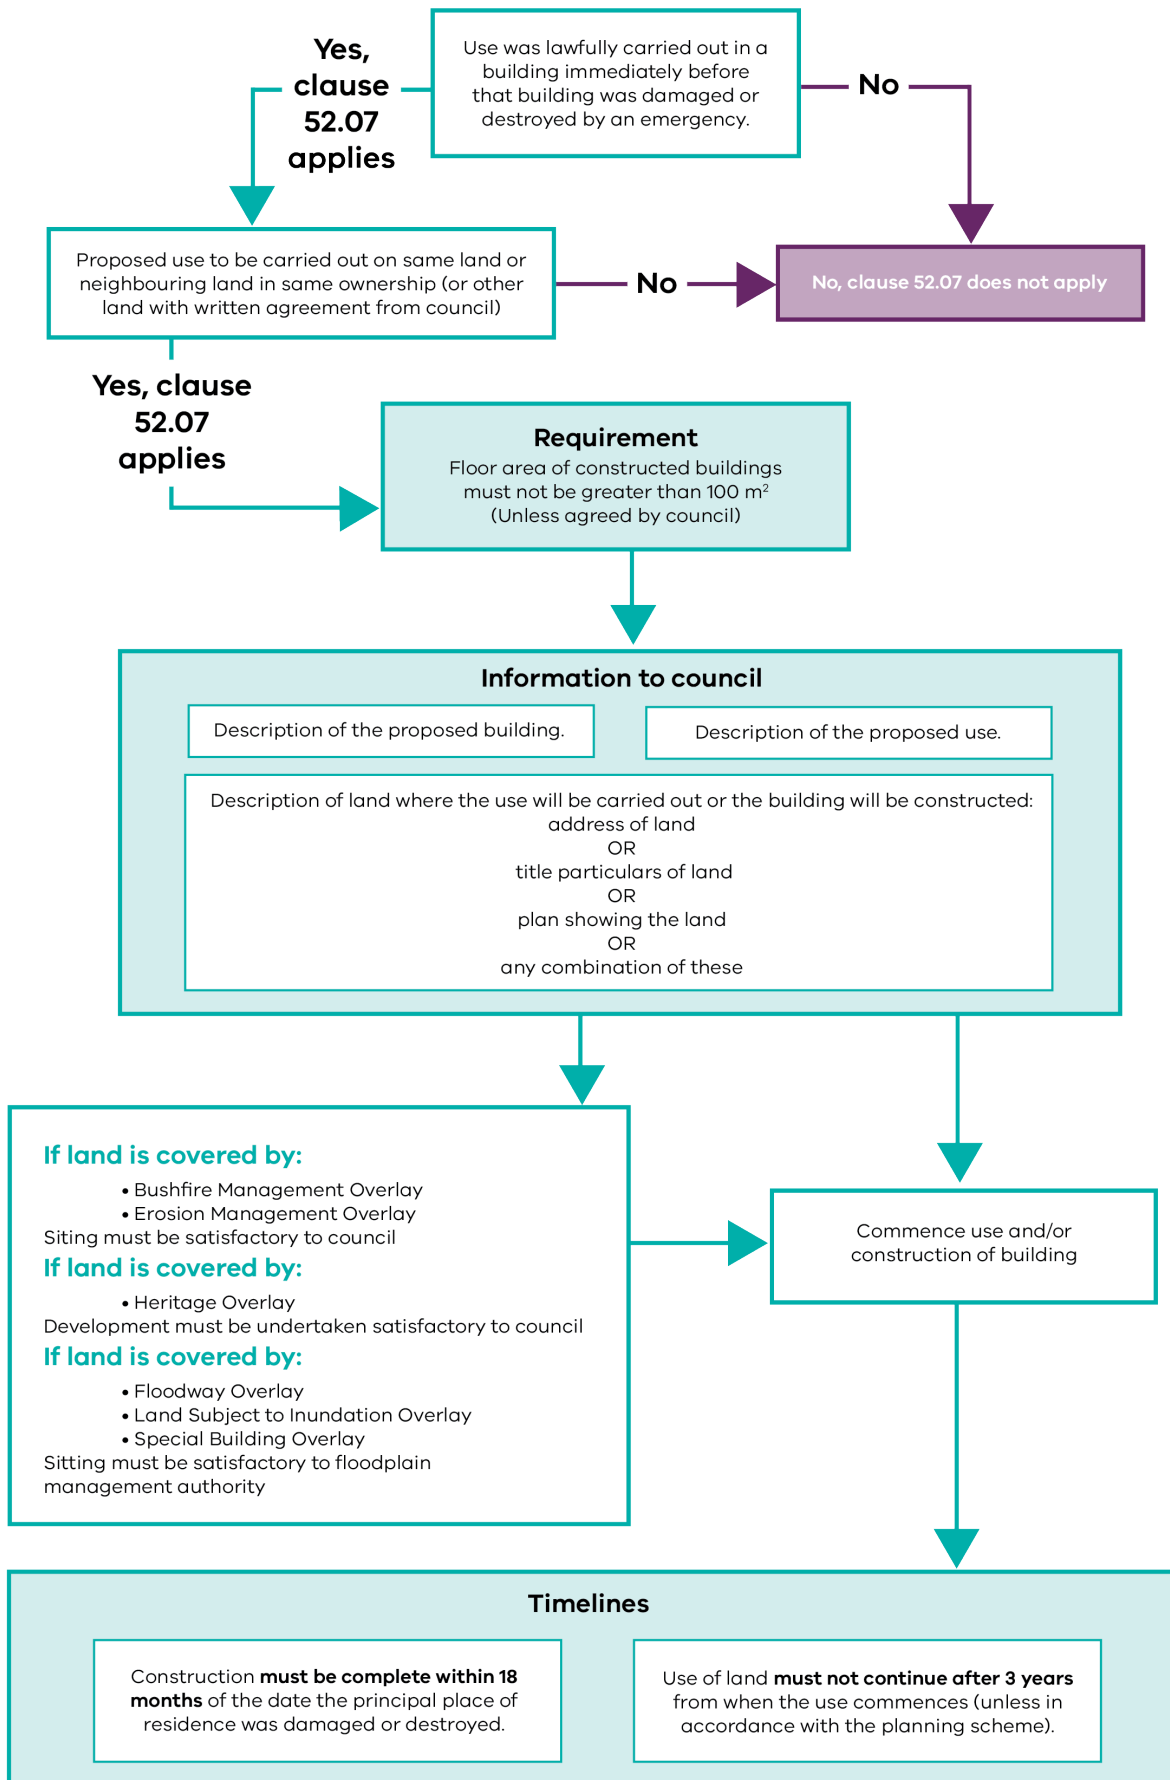 Yes,
clause
52.07
applies
Use was lawfully carried out in a
building immediately before
that building was damaged or
destroyed by an emergency.
No
Proposed use to be carried out on same land or
neighbouring land in same ownership (or other
land with written agreement from council)
No
No, clause 52.07 does not apply
Yes, clause
52.07
applies
Requirement
Floor area of constructed buildings
must not be greater than 100 m²
(Unless agreed by council)
Information to council
Description of the proposed building.
Description of the proposed use.
Description of land where the use will be carried out or the building will be constructed:
address of land
OR
title particulars of land
OR
plan showing the land
OR
any combination of these
If land is covered by:
• Bushfire Management Overlay
• Erosion Management Overlay
Siting must be satisfactory to council
If land is covered by:
• Heritage Overlay
Development must be undertaken satisfactory to council
If land is covered by:
• Floodway Overlay
• Land Subject to Inundation Overlay
• Special Building Overlay
Sitting must be satisfactory to floodplain
management authority
Commence use and/or
construction of building
Timelines
Construction must be complete within 18
months of the date the principal place of
residence was damaged or destroyed.
Use of land must not continue after 3 years
from when the use commences (unless in
accordance with the planning scheme).